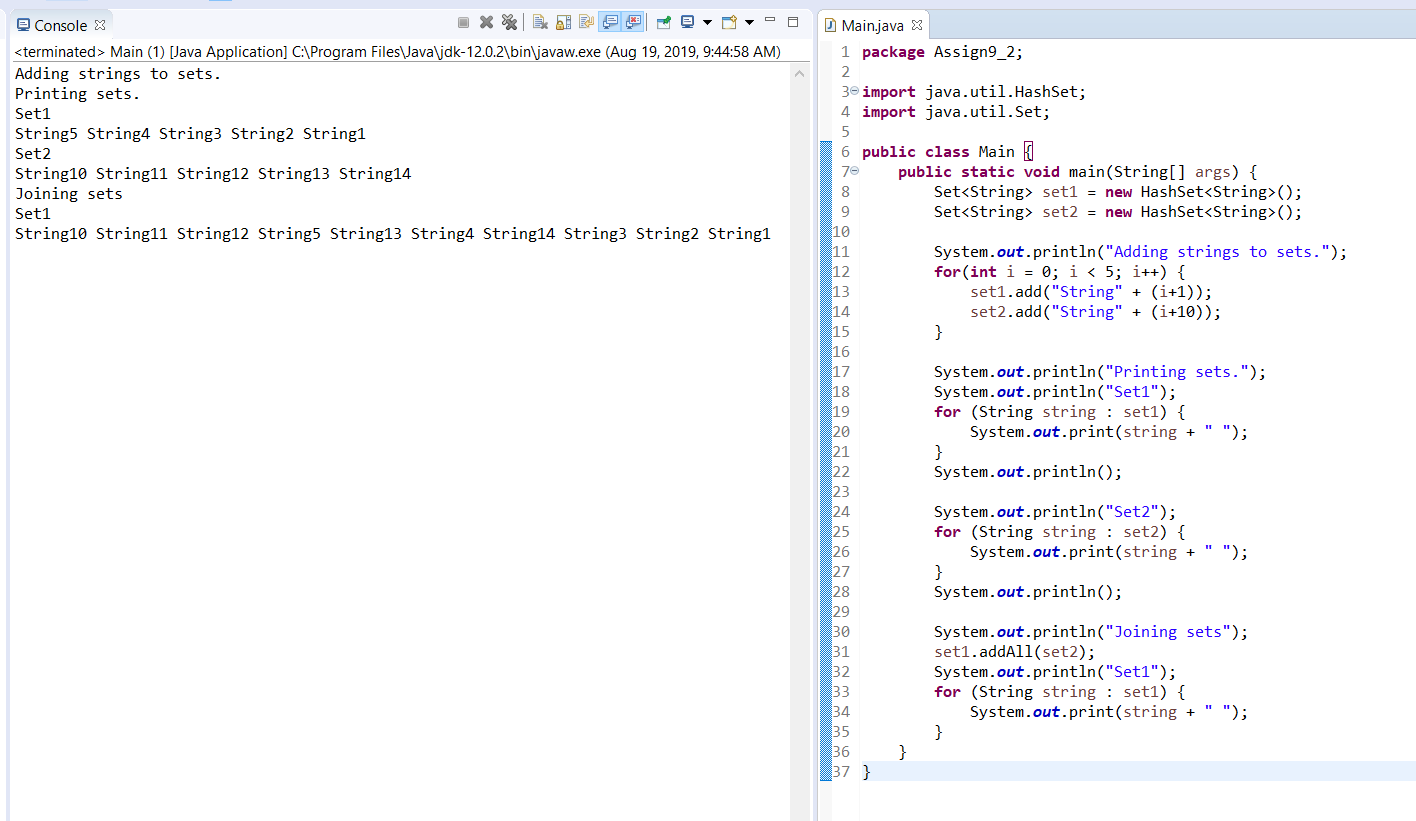 Console
<terminated> Main (1) [Java Application] C:\Program Files\Java\jdk-12.0.2\bin\javaw.exe (Aug 19, 2019, 9:44:58 AM)
Adding strings to sets.
Printing sets.
Set1
String5 String4 String3 String2 String1
Set2
String10 String11 String12 String13 String14
Joining sets
Set1
String10 String11 String12 String5 String13 String4 String14 String3 String2 String1
Main.java
1 package Assign9_2;
2
3 import java.util.HashSet;
4 import java.util.Set;
5
6 public class Main {
7     public static void main(String[] args) {
8         Set<String> set1 = new HashSet<String>();
9         Set<String> set2 = new HashSet<String>();
10
11         System.out.println("Adding strings to sets.");
12         for(int i = 0; i < 5; i++) {
13             set1.add("String" + (i+1));
14             set2.add("String" + (i+10));
15         }
16
17         System.out.println("Printing sets.");
18         System.out.println("Set1");
19         for (String string : set1) {
20             System.out.print(string + " ");
21         }
22         System.out.println();
23
24         System.out.println("Set2");
25         for (String string : set2) {
26             System.out.print(string + " ");
27         }
28         System.out.println();
29
30         System.out.println("Joining sets");
31         set1.addAll(set2);
32         System.out.println("Set1");
33         for (String string : set1) {
34             System.out.print(string + " ");
35         }
36     }
37 }